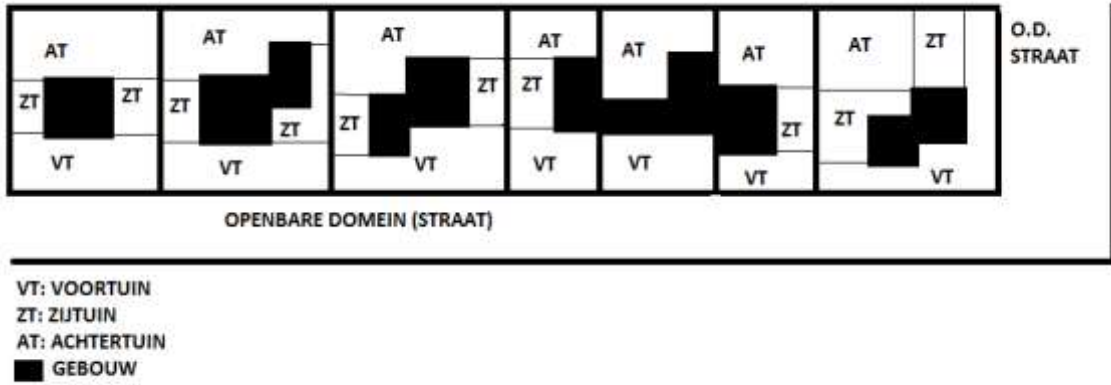 AT AT AT AT AT AT AT ZT
O.D.
STRAAT
ZT ZT ZT ZT ZT ZT ZT ZT ZT
VT VT VT VT VT VT VT
OPENBARE DOMEIN (STRAAT)
VT: VOORTUIN
ZT: ZIJTUIN
AT: ACHTERTUIN
GEBOUW